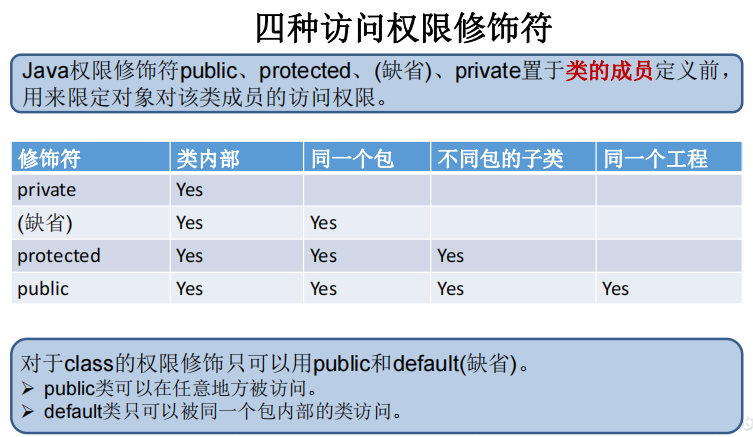 四种访问权限修饰符
Java权限修饰符public、protected、(缺省)、private置于类的成员定义前，
用来限定对象对该类成员的访问权限。
修饰符 类内部 同一个包 不同包的子类 同一个工程
private Yes
(缺省) Yes Yes
protected Yes Yes Yes
public Yes Yes Yes Yes
对于class的权限修饰只可以用public和default(缺省)。
➢ public类可以在任意地方被访问。
➢ default类只可以被同一个包内部的类访问。